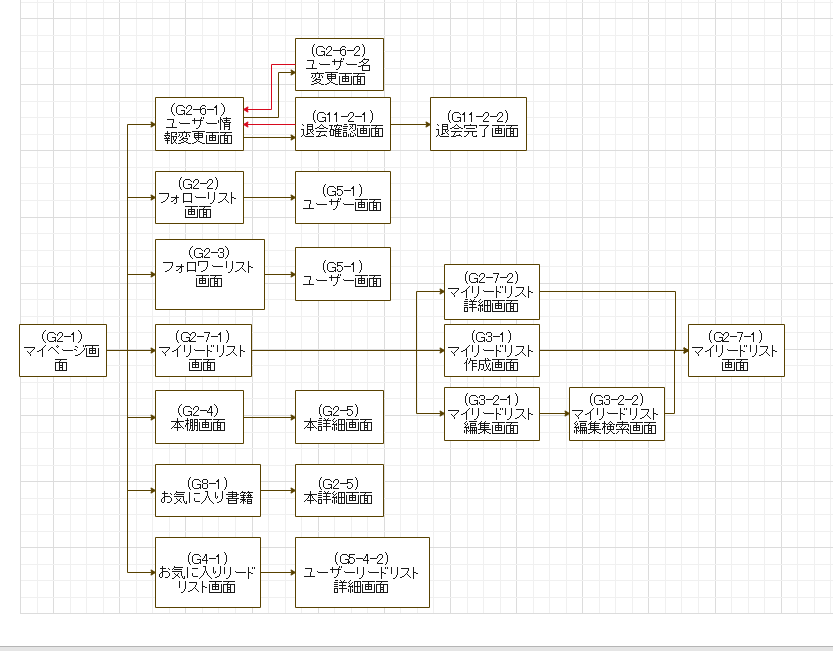 (G2-6-2)
ユーザー名
変更画面
(G2-6-1)
ユーザー情
報変更画面
(G11-2-1)
退会確認画面
(G11-2-2)
退会完了画面
(G2-2)
フォローリスト
画面
(G5-1)
ユーザー画面
(G2-3)
フォロワーリスト
画面
(G5-1)
ユーザー画面
(G2-7-2)
マイリードリスト
詳細画面
(G2-1)
マイページ画
面
(G2-7-1)
マイリードリスト
画面
(G3-1)
マイリードリスト
作成画面
(G2-7-1)
マイリードリスト
画面
(G2-4)
本棚画面
(G2-5)
本詳細画面
(G3-2-1)
マイリードリスト
編集画面
(G3-2-2)
マイリードリスト
編集検索画面
(G8-1)
お気に入り書籍
(G2-5)
本詳細画面
(G4-1)
お気に入りリード
リスト画面
(G5-4-2)
ユーザーリードリスト
詳細画面